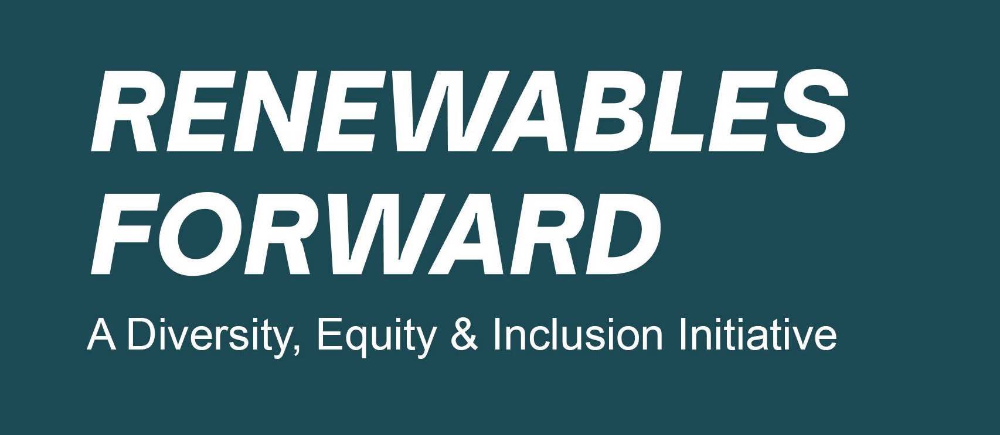 RENEWABLES
FORWARD
A Diversity, Equity & Inclusion Initiative